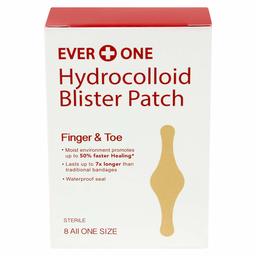 EVER ONE
Hydrocolloid
Blister Patch
Finger & Toe
• Moist environment promotes
up to 50% faster Healing*
• Lasts up to 7x longer than
traditional bandages
• Waterproof seal
STERILE
8 All ONE SIZE